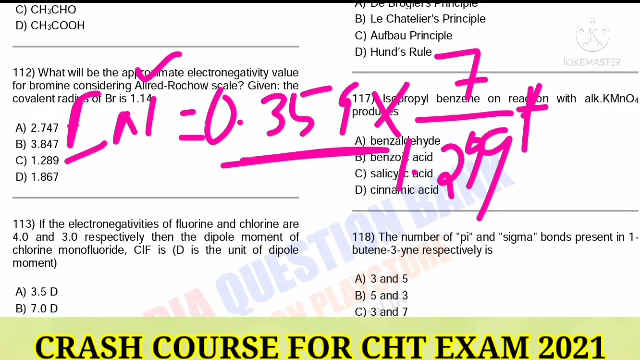 C) CH₃CHO
D) CH₃COOH
112) What will be the approximate electronegativity value
for bromine considering Allred-Rochow scale? Given: the
covalent radius of Br is 1.14
A) 2.747
B) 3.847
C) 1.289
D) 1.867
113) If the electronegativities of fluorine and chlorine are
4.0 and 3.0 respectively then the dipole moment of
chlorine monofluoride, ClF is (D is the unit of dipole
moment)
A) 3.5 D
B) 7.0 D
A) De Broglie's Principle
B) Le Chatelier's Principle
C) Aufbau Principle
D) Hund's Rule
KINEMASTER
117) Isopropyl benzene on reaction with alk.KMnO₄
produces
A) benzaldehyde
B) benzoic acid
C) salicylic acid
D) cinnamic acid
118) The number of "pi" and "sigma" bonds present in 1-
butene-3-yne respectively is
A) 3 and 5
B) 5 and 3
C) 3 and 7
= 0.359 × 7
QUESTION BANK
CRASH COURSE FOR CHT EXAM 2021